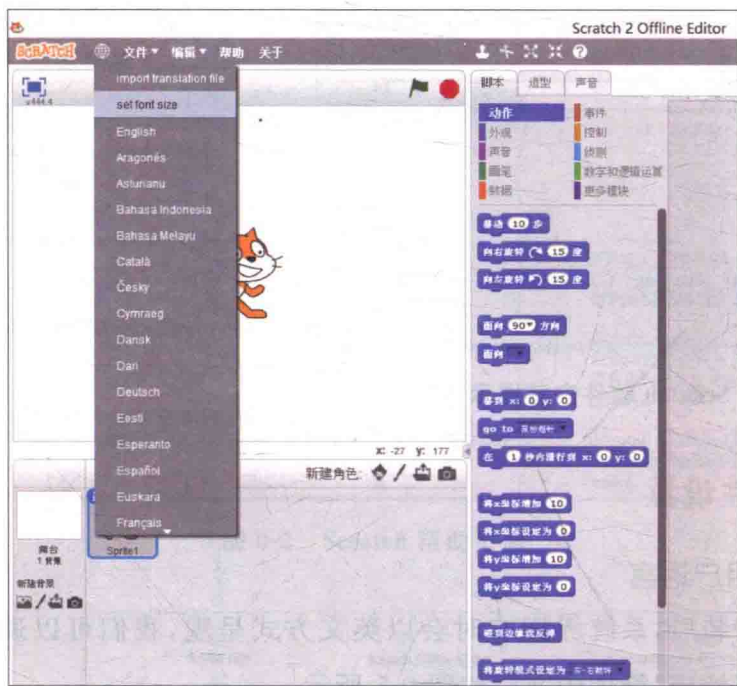 Scratch 2 Offline Editor
SCRATCH 文件 编辑 帮助 关于
import translation file
set font size
English
Aragonés
Asturianu
Bahasa Indonesia
Bahasa Melayu
Català
Česky
Cymraeg
Dansk
Dari
Deutsch
Eesti
Esperanto
Español
Euskara
Français
x: -27 y: 177
新建角色:
舞台
1 背景
Sprite1
新建背景
脚本 造型 声音
动作 事件
外观 控制
声音 侦测
画笔 数字和逻辑运算
数据 更多模块
移动 10 步
向右旋转 15 度
向左旋转 15 度
面向 90 方向
面向
移到 x: 0 y: 0
go to
在 1 秒内滑行到 x: 0 y: 0
将x坐标增加 10
将x坐标设定为 0
将y坐标增加 10
将y坐标设定为 0
碰到边缘就反弹
将旋转模式设定为 左-右翻转